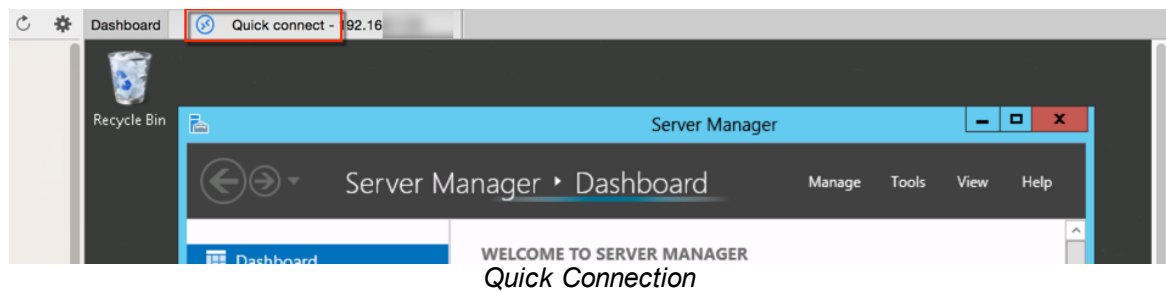 Dashboard
Quick connect - 192.16
Recycle Bin
Server Manager
Server Manager ‣ Dashboard
Manage Tools View Help
Dashboard
WELCOME TO SERVER MANAGER
Quick Connection